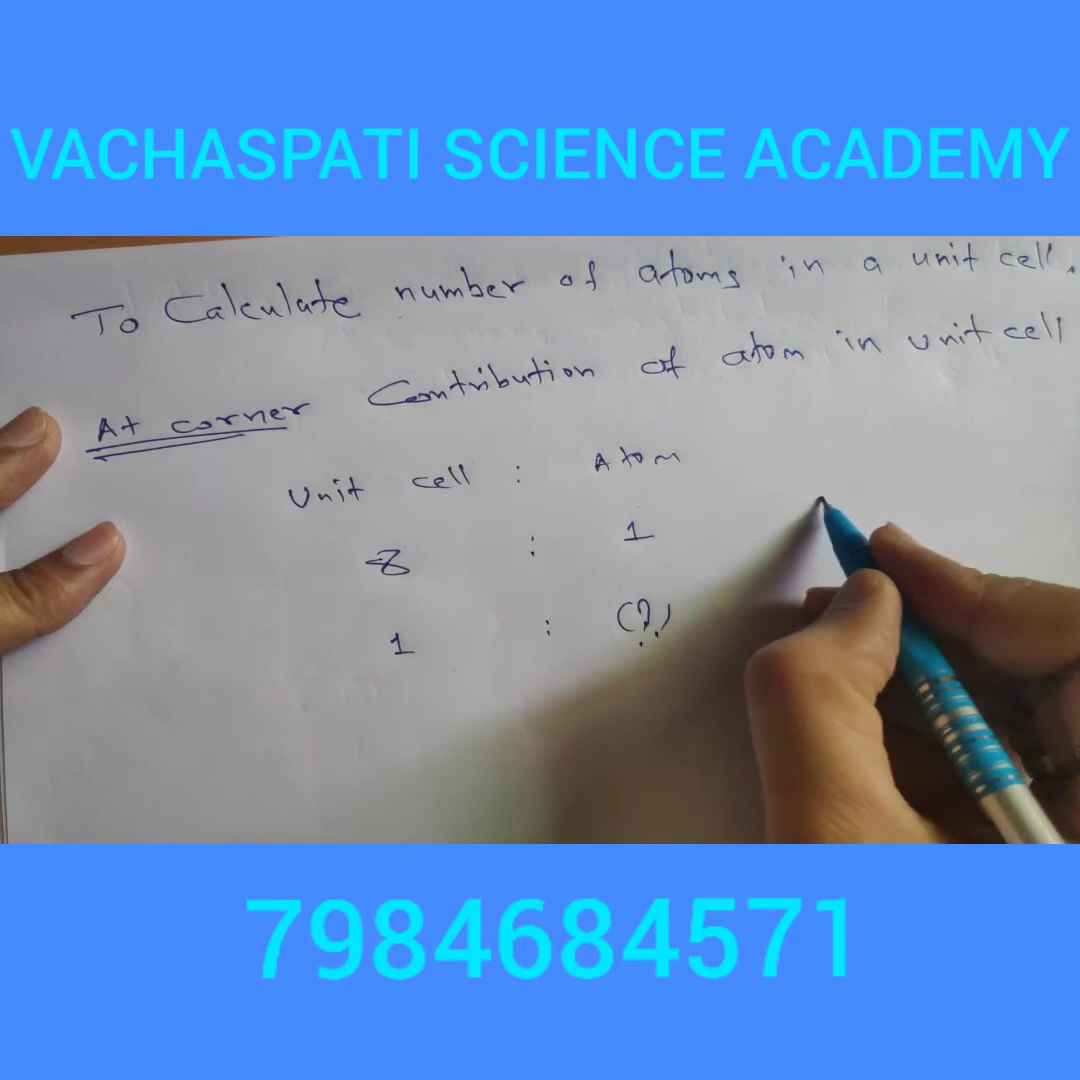 VACHASPATI SCIENCE ACADEMY
To Calculate number of atoms in a unit cell.
At corner Contribution of atom in unit cell
Unit cell : Atom
8 : 1
1 : (?)
7984684571